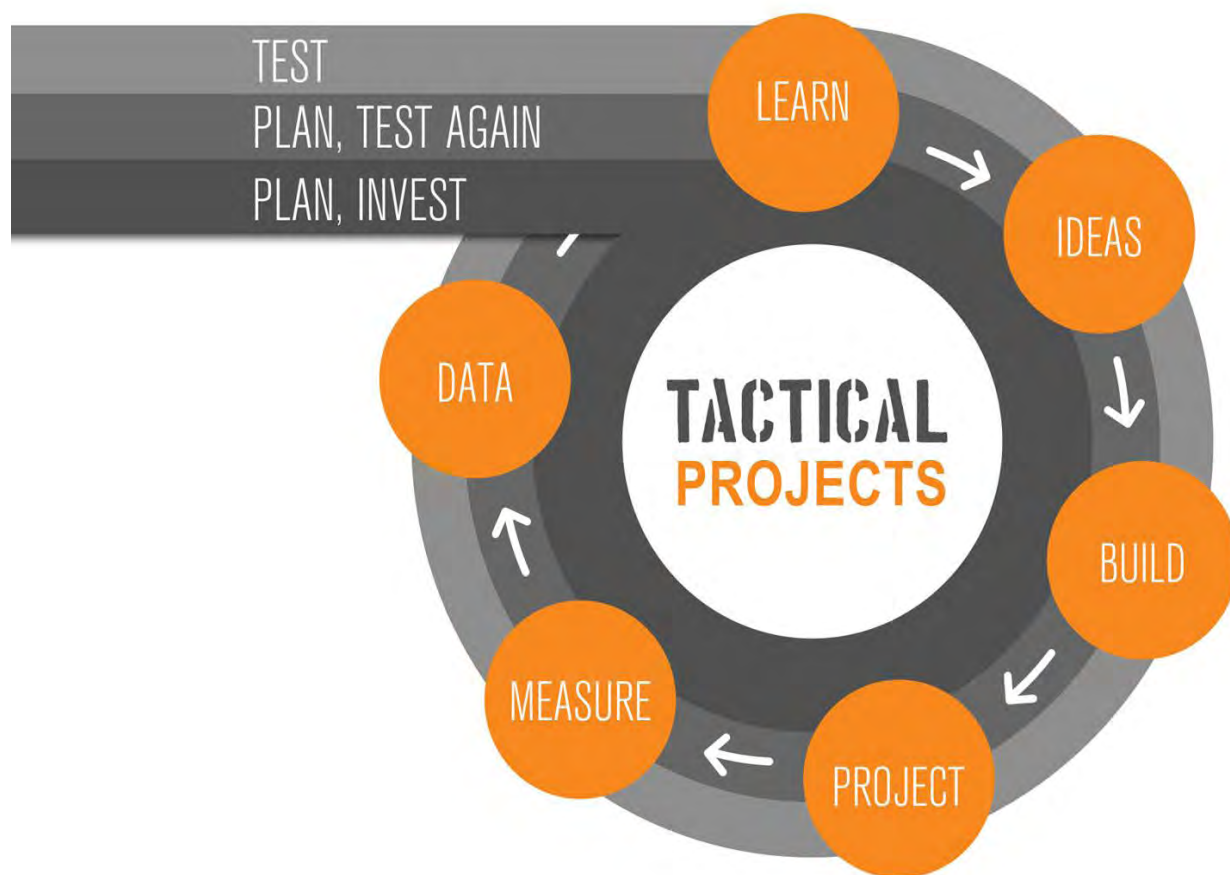 TEST
PLAN, TEST AGAIN
PLAN, INVEST
LEARN
IDEAS
BUILD
PROJECT
MEASURE
DATA
TACTICAL
PROJECTS